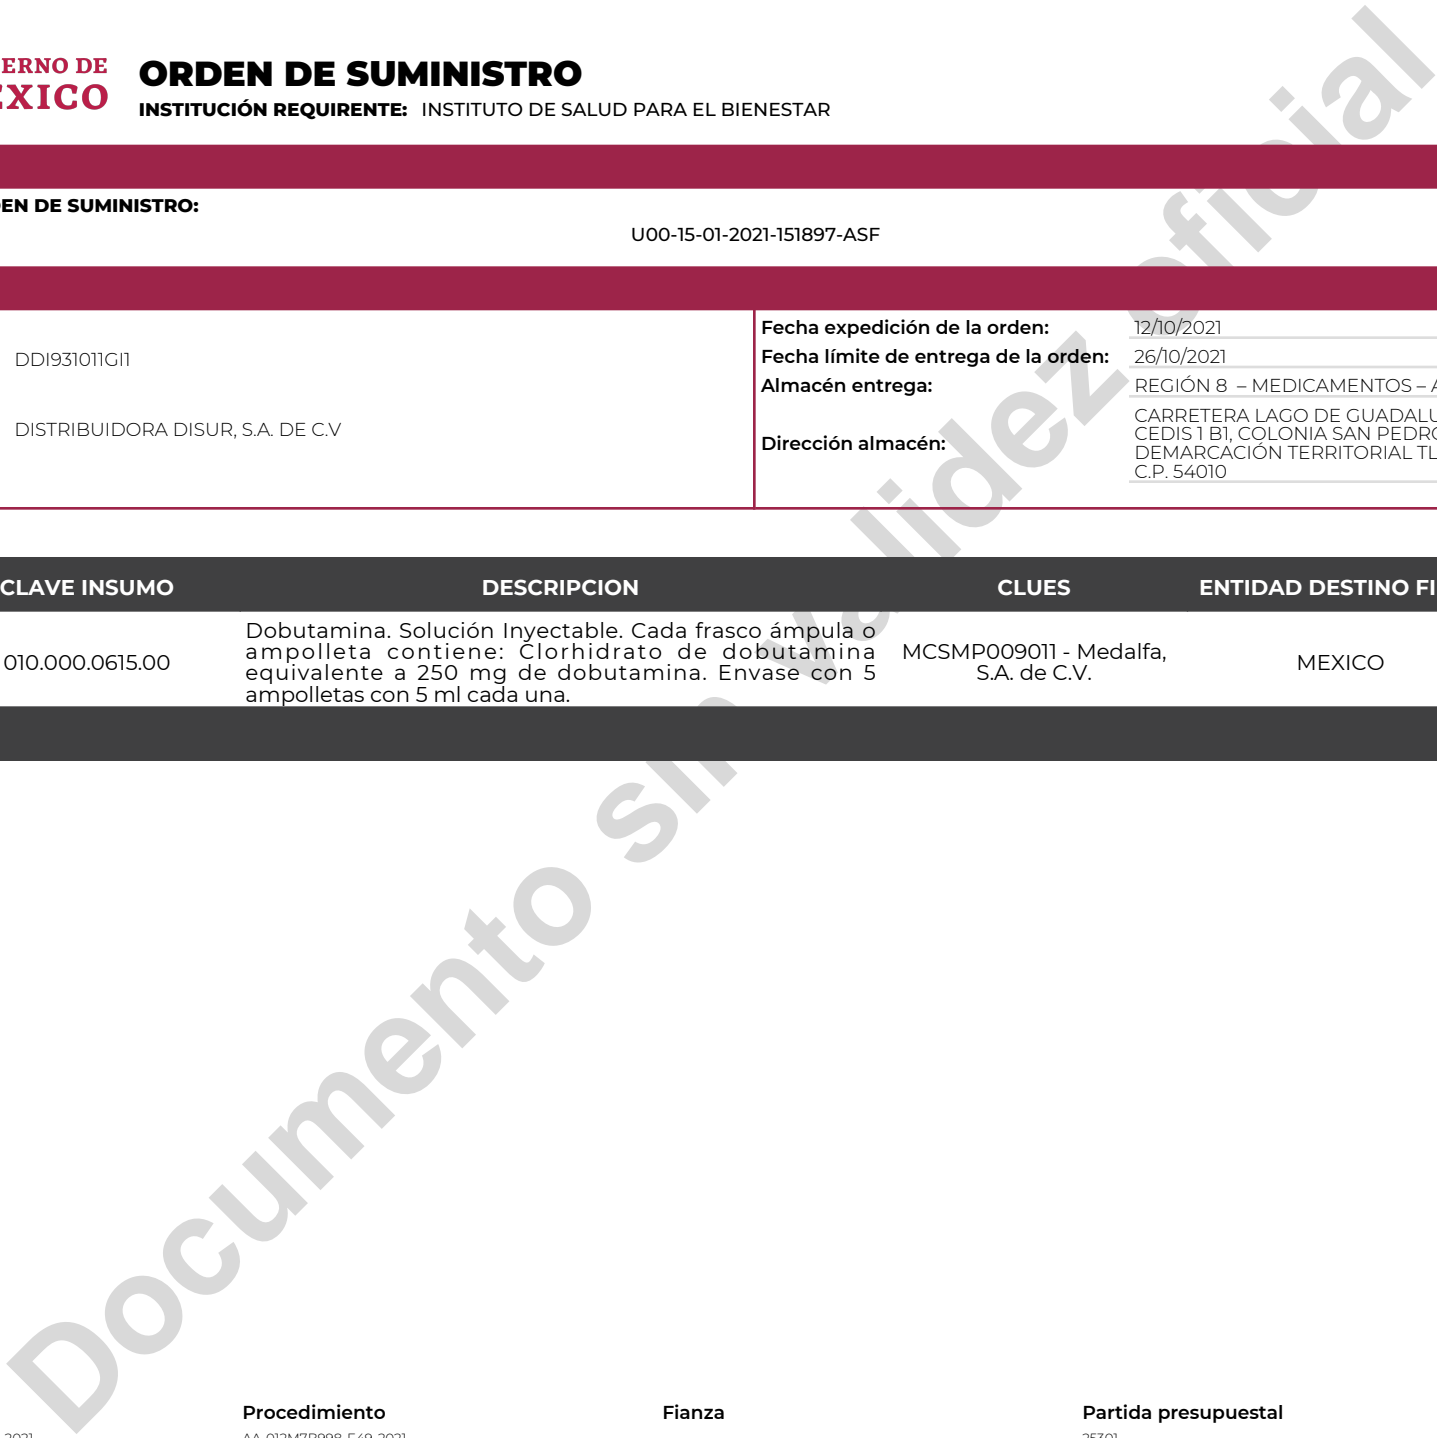 ERNO DE
EXICO
ORDEN DE SUMINISTRO
INSTITUCIÓN REQUIRENTE: INSTITUTO DE SALUD PARA EL BIENESTAR
EN DE SUMINISTRO:
U00-15-01-2021-151897-ASF
DDI931011GI1
DISTRIBUIDORA DISUR, S.A. DE C.V
Fecha expedición de la orden: 12/10/2021
Fecha límite de entrega de la orden: 26/10/2021
Almacén entrega: REGIÓN 8 – MEDICAMENTOS – A
Dirección almacén:
CARRETERA LAGO DE GUADALU
CEDIS 1 B1, COLONIA SAN PEDRO
DEMARCACIÓN TERRITORIAL TL
C.P. 54010
CLAVE INSUMO DESCRIPCION CLUES ENTIDAD DESTINO FI
010.000.0615.00
Dobutamina. Solución Inyectable. Cada frasco ámpula o
ampolleta contiene: Clorhidrato de dobutamina
equivalente a 250 mg de dobutamina. Envase con 5
ampolletas con 5 ml cada una.
MCSMP009011 - Medalfa,
S.A. de C.V.
MEXICO
Documento sin validez oficial
Procedimiento Fianza Partida presupuestal